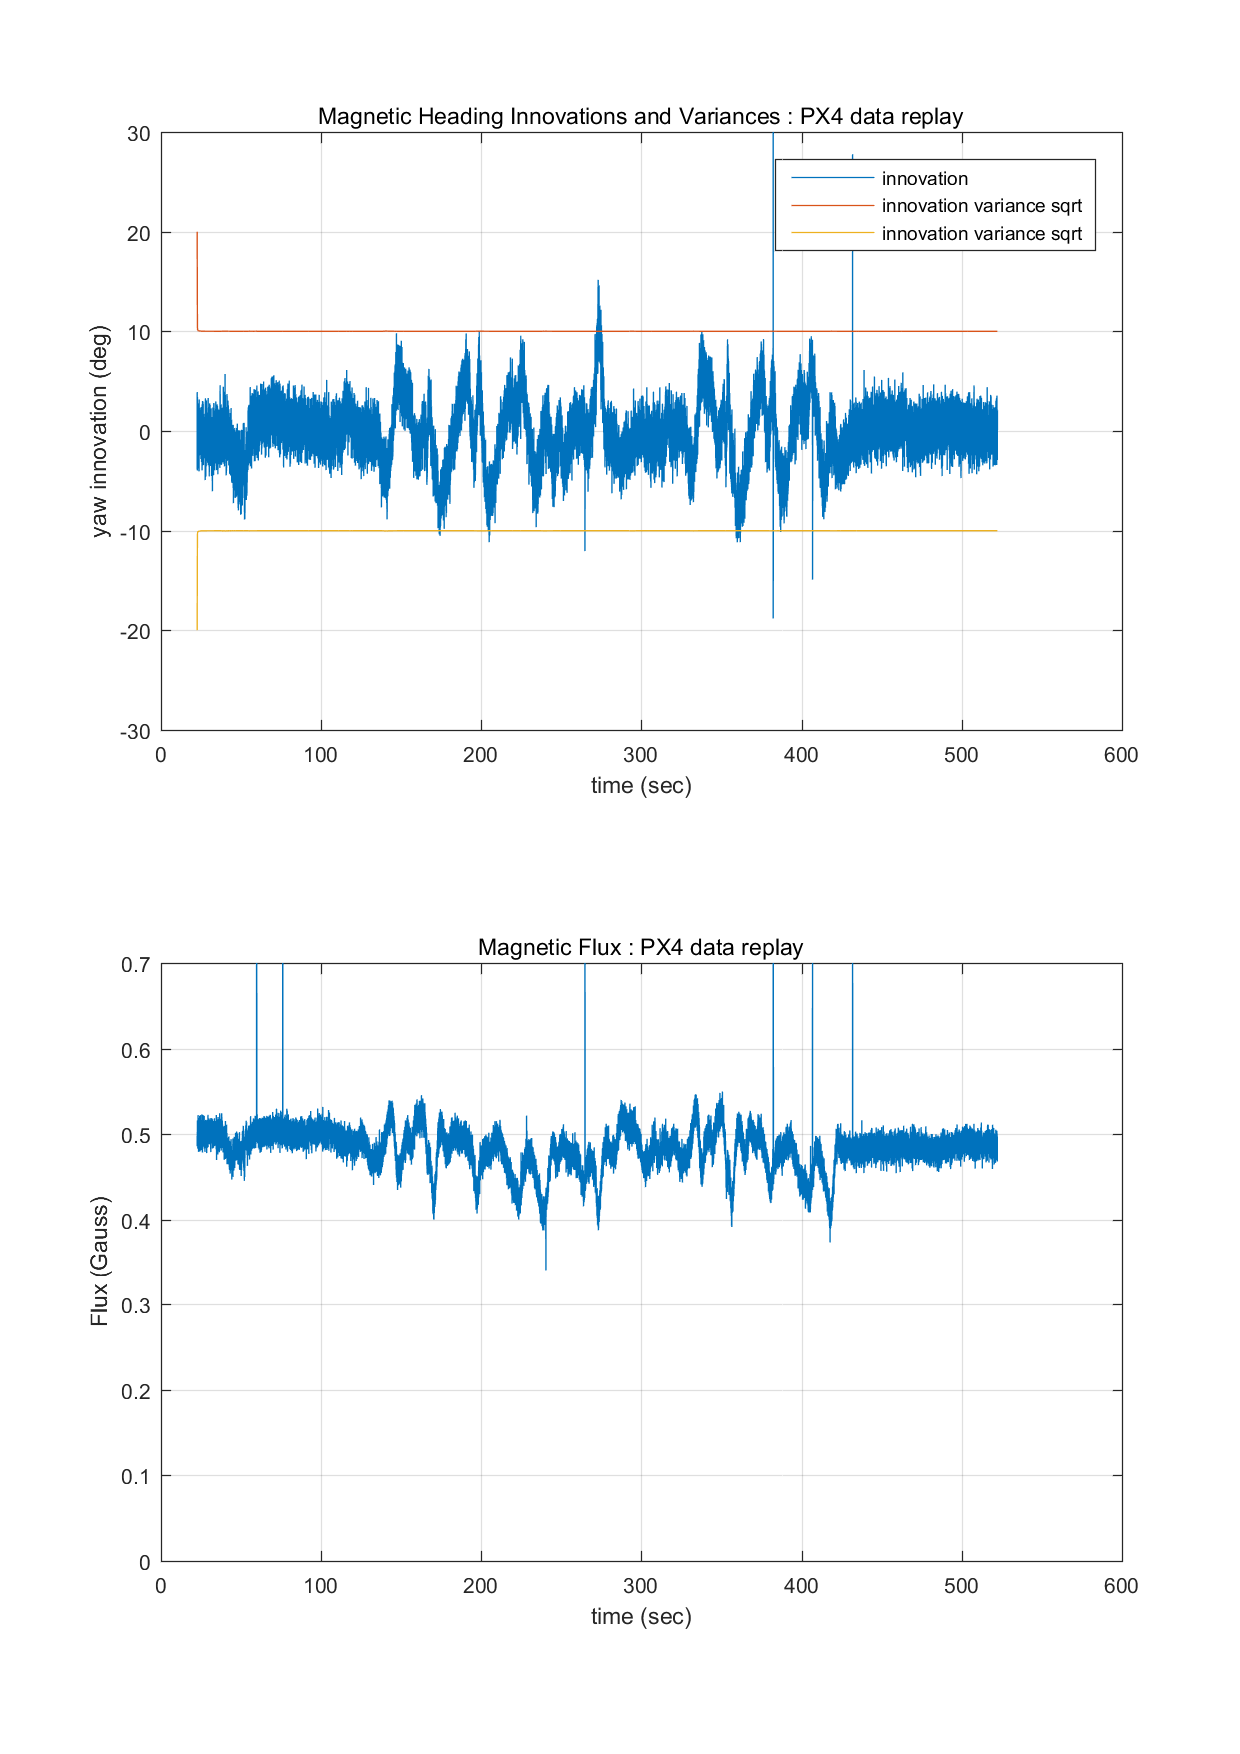 Magnetic Heading Innovations and Variances : PX4 data replay
30
20
10
0
-10
-20
-30
yaw innovation (deg)
innovation
innovation variance sqrt
innovation variance sqrt
0 100 200 300 400 500 600
time (sec)
Magnetic Flux : PX4 data replay
0.7
0.6
0.5
0.4
0.3
0.2
0.1
0
Flux (Gauss)
0 100 200 300 400 500 600
time (sec)